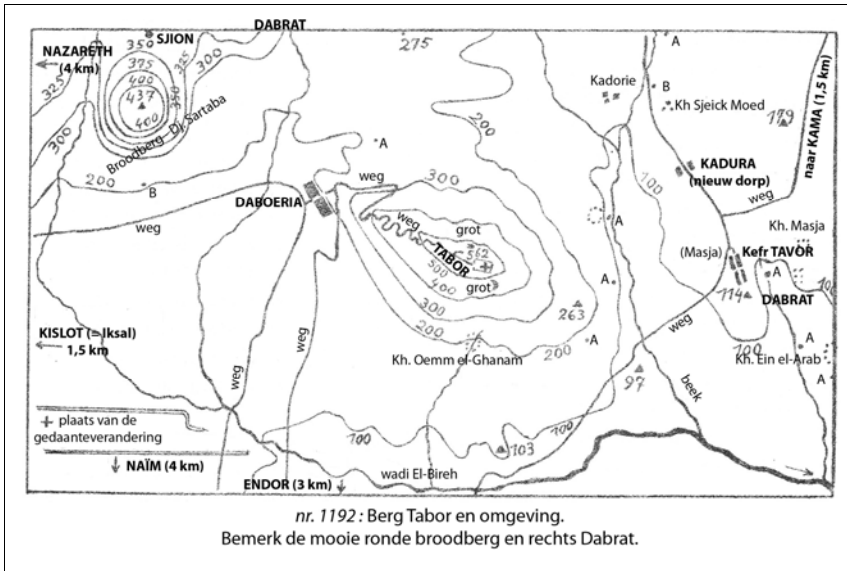 350
SJION
DABRAT
NAZARETH
(4 km)
325
375
400
437
400
350
325
300
325
300
Broodberg-Dj. Sartaba
200
B
weg
DABOERIA
275
A
weg
200
300
weg
grot
562
TABOR
500
400
grot
300
200
263
200
A
Kh. Oemm el-Ghanam
Kadorie
A
B
Kh Sjeick Moed
179
naar KAMA (1,5 km)
100
KADURA
(nieuw dorp)
weg
A
Kh. Masja
(Masja)
Kefr TAVOR
A
A
114
DABRAT
100
weg
100
Kh. Ein el-Arab
A
A
97
beek
KISLOT (= Iksal)
1,5 km
weg
weg
plaats van de
gedaanteverandering
NAÏM (4 km)
100
103
100
wadi El-Bireh
ENDOR (3 km)
nr. 1192 : Berg Tabor en omgeving.
Bemerk de mooie ronde broodberg en rechts Dabrat.